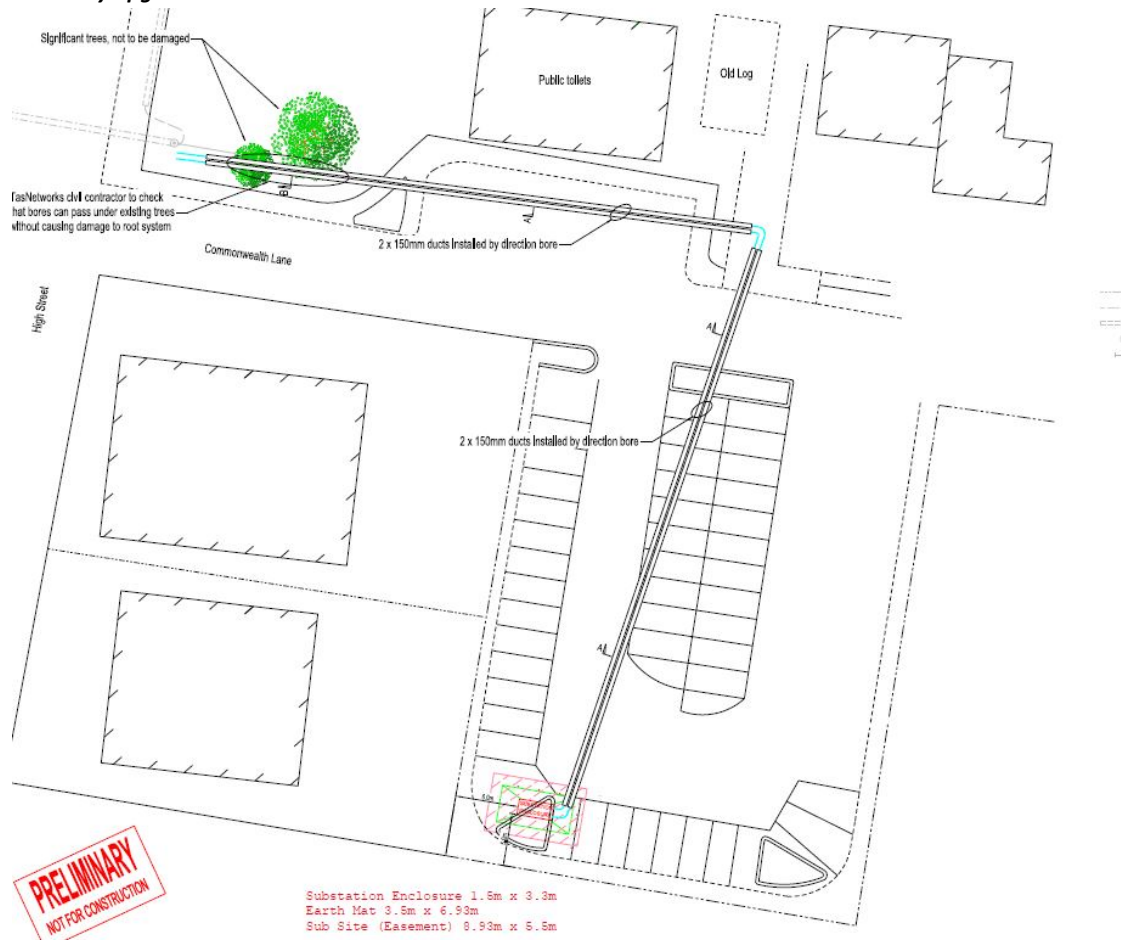 Significant trees, not to be damaged
Public toilets
Old Log
TasNetworks civil contractor to check
that bores can pass under existing trees
without causing damage to root system
B
A
2 x 150mm ducts installed by direction bore
Commonwealth Lane
High Street
A
2 x 150mm ducts installed by direction bore
A
PRELIMINARY
NOT FOR CONSTRUCTION
Substation Enclosure 1.5m x 3.3m
Earth Mat 3.5m x 6.93m
Sub Site (Easement) 8.93m x 5.5m